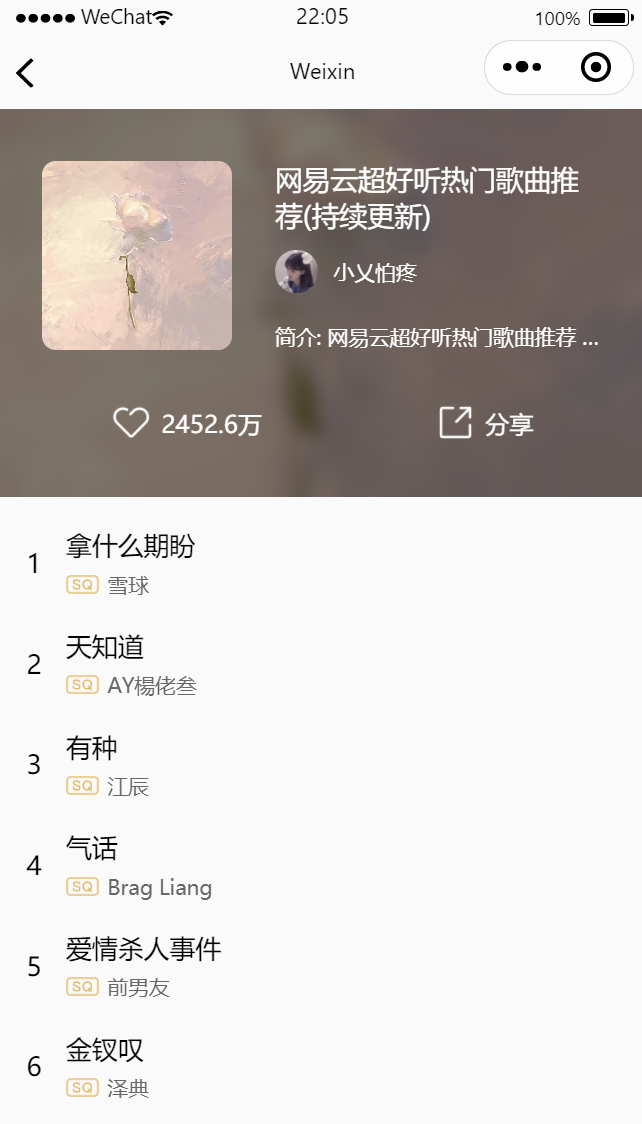 WeChat 22:05 100%
Weixin
网易云超好听热门歌曲推
荐(持续更新)
小乂怕疼
简介: 网易云超好听热门歌曲推荐 ...
2452.6万 分享
1 拿什么期盼
SQ 雪球
2 天知道
SQ AY楊佬叁
3 有种
SQ 江辰
4 气话
SQ Brag Liang
5 爱情杀人事件
SQ 前男友
6 金钗叹
SQ 泽典